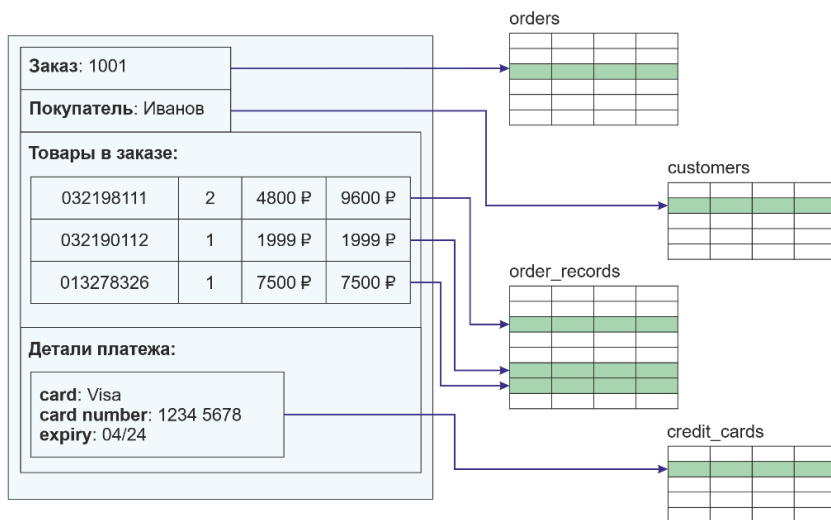 orders
Заказ: 1001
Покупатель: Иванов
Товары в заказе:
032198111 2 4800 ₽ 9600 ₽
032190112 1 1999 ₽ 1999 ₽
013278326 1 7500 ₽ 7500 ₽
Детали платежа:
card: Visa
card number: 1234 5678
expiry: 04/24
customers
order_records
credit_cards